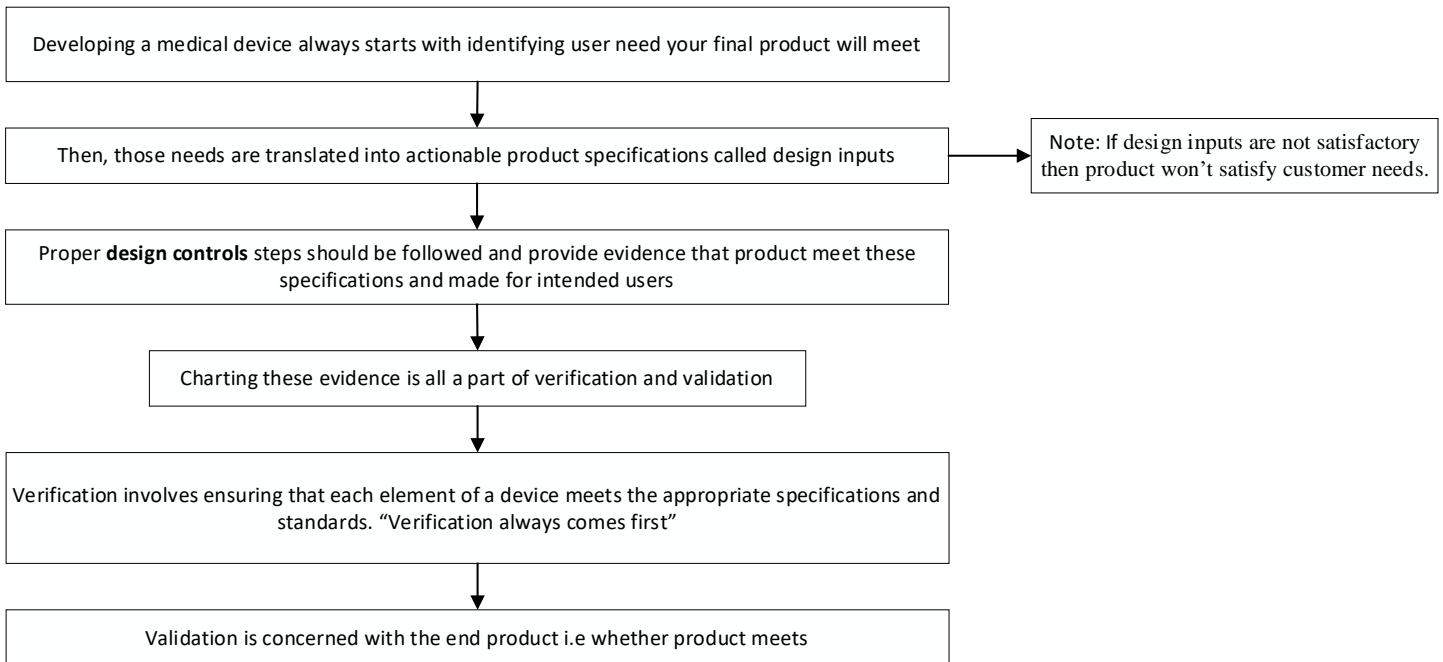 Developing a medical device always starts with identifying user need your final product will meet
Then, those needs are translated into actionable product specifications called design inputs
Note: If design inputs are not satisfactory
then product won’t satisfy customer needs.
Proper design controls steps should be followed and provide evidence that product meet these
specifications and made for intended users
Charting these evidence is all a part of verification and validation
Verification involves ensuring that each element of a device meets the appropriate specifications and
standards. “Verification always comes first”
Validation is concerned with the end product i.e whether product meets